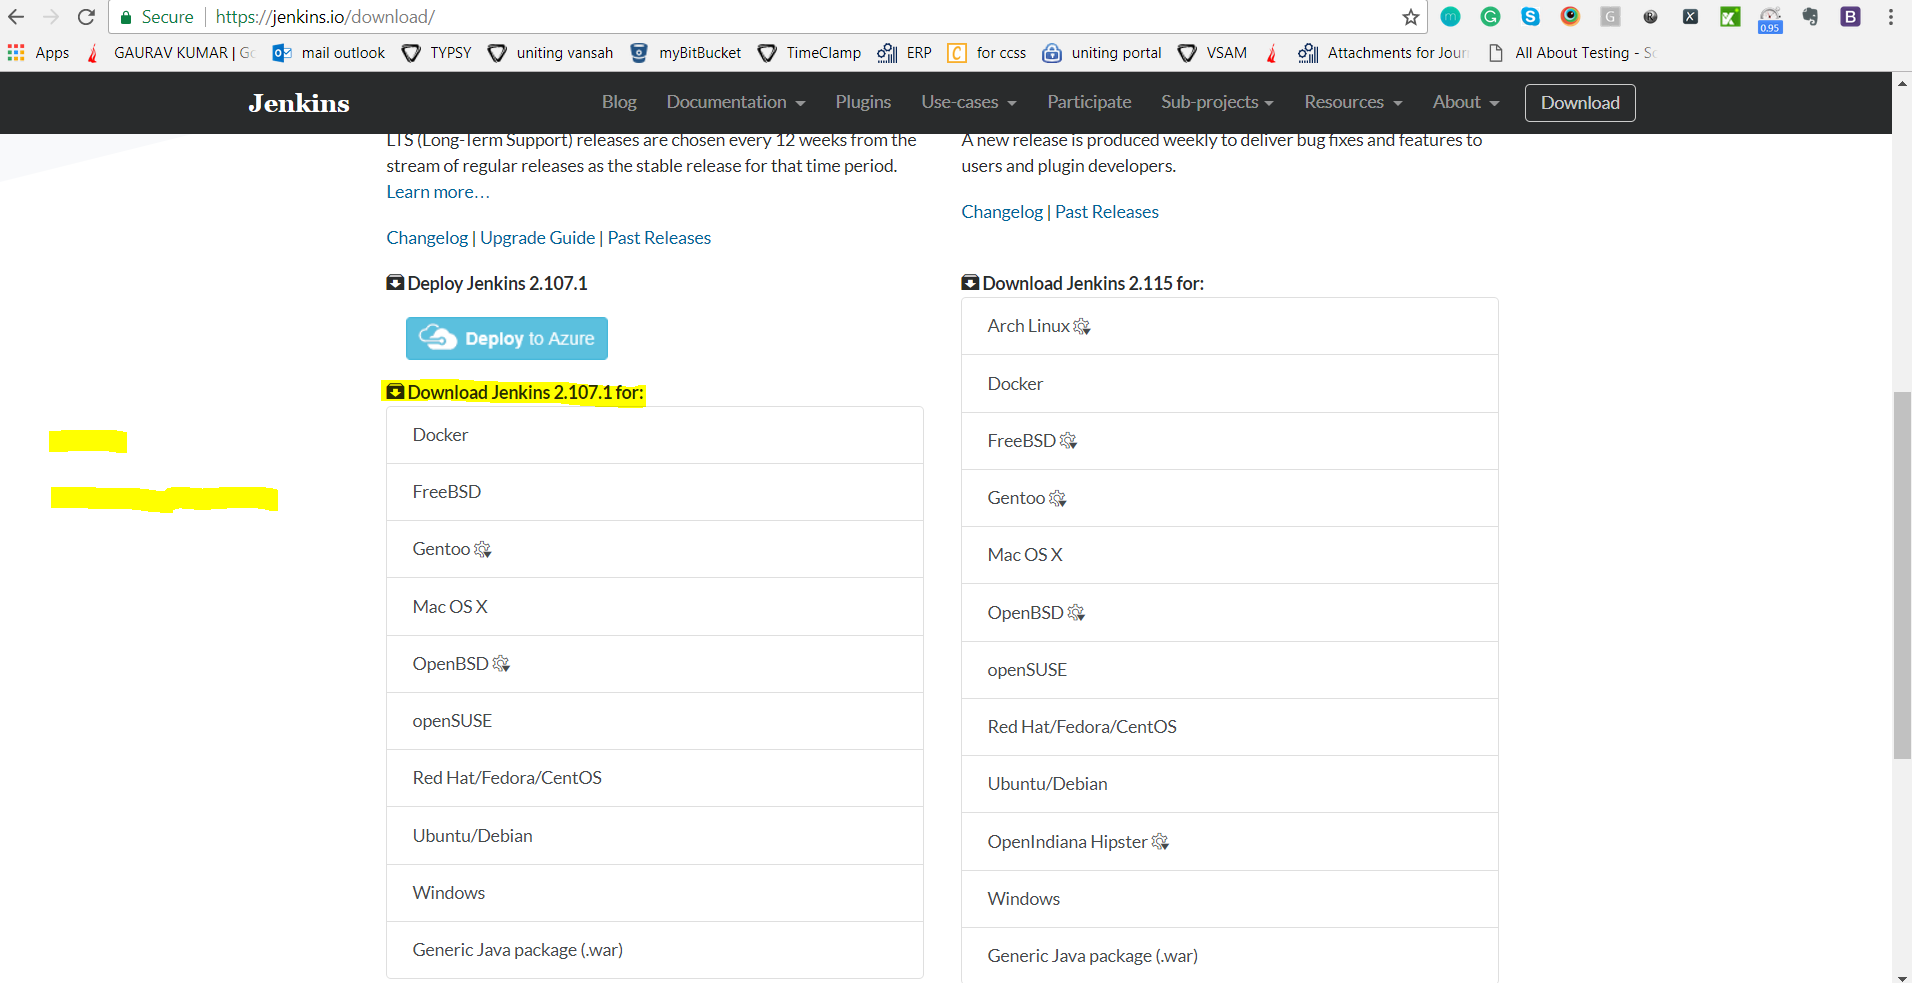 Secure https://jenkins.io/download/
0.95
Apps GAURAV KUMAR | mail outlook TYPSY uniting vansah myBitBucket TimeClamp ERP for ccss uniting portal VSAM Attachments for Jour All About Testing -
Jenkins Blog Documentation Plugins Use-cases Participate Sub-projects Resources About Download
LTS (Long-Term Support) releases are chosen every 12 weeks from the
stream of regular releases as the stable release for that time period.
Learn more…
Changelog | Upgrade Guide | Past Releases
Deploy Jenkins 2.107.1
Deploy to Azure
Download Jenkins 2.107.1 for:
Docker
FreeBSD
Gentoo
Mac OS X
OpenBSD
openSUSE
Red Hat/Fedora/CentOS
Ubuntu/Debian
Windows
Generic Java package (.war)
A new release is produced weekly to deliver bug fixes and features to
users and plugin developers.
Changelog | Past Releases
Download Jenkins 2.115 for:
Arch Linux
Docker
FreeBSD
Gentoo
Mac OS X
OpenBSD
openSUSE
Red Hat/Fedora/CentOS
Ubuntu/Debian
OpenIndiana Hipster
Windows
Generic Java package (.war)